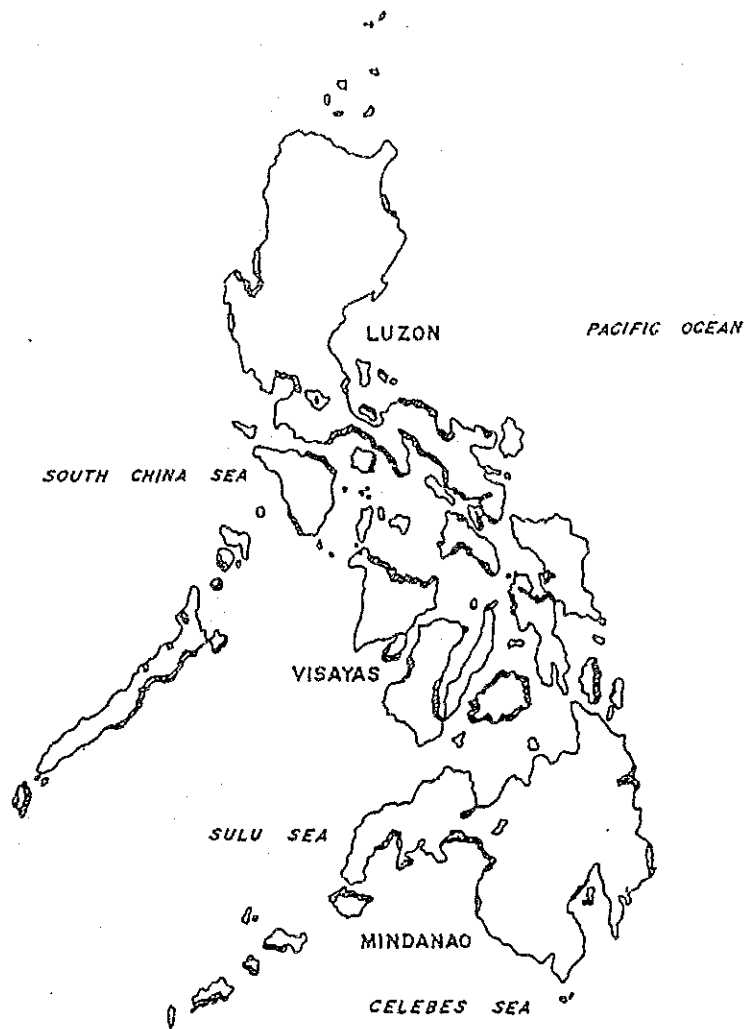 LUZON
PACIFIC OCEAN
SOUTH CHINA SEA
VISAYAS
SULU SEA
MINDANAO
CELEBES SEA